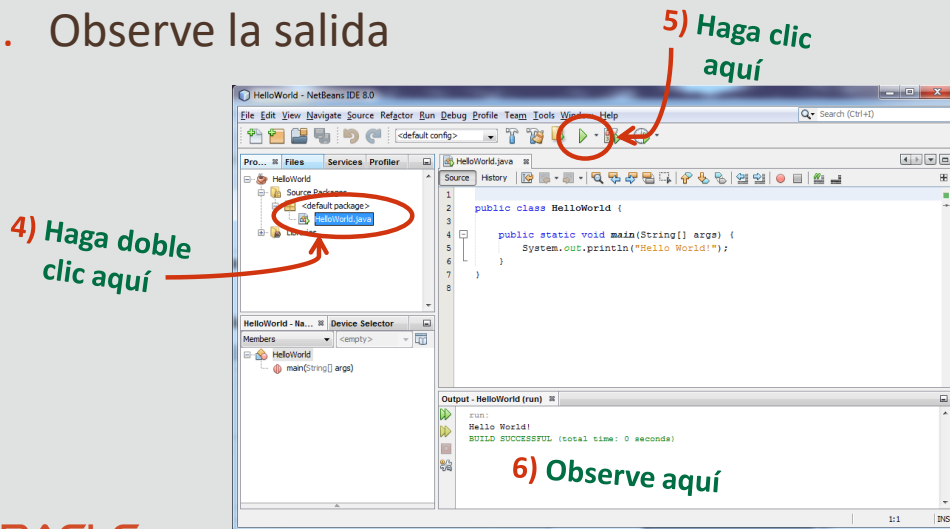 . Observe la salida
5) Haga clic
aquí
HelloWorld - NetBeans IDE 8.0
File Edit View Navigate Source Refactor Run Debug Profile Team Tools Window Help
Search (Ctrl+I)
<default config>
Pro... Files Services Profiler
HelloWorld.java
HelloWorld
Source Packages
<default package>
HelloWorld.java
Libraries
Source History
1
2 public class HelloWorld {
3
4 public static void main(String[] args) {
5 System.out.println("Hello World!");
6 }
7 }
8
4) Haga doble
clic aquí
HelloWorld - Na... Device Selector
Members <empty>
HelloWorld
main(String[] args)
Output - HelloWorld (run)
run:
Hello World!
BUILD SUCCESSFUL (total time: 0 seconds)
6) Observe aquí
1:1 INS